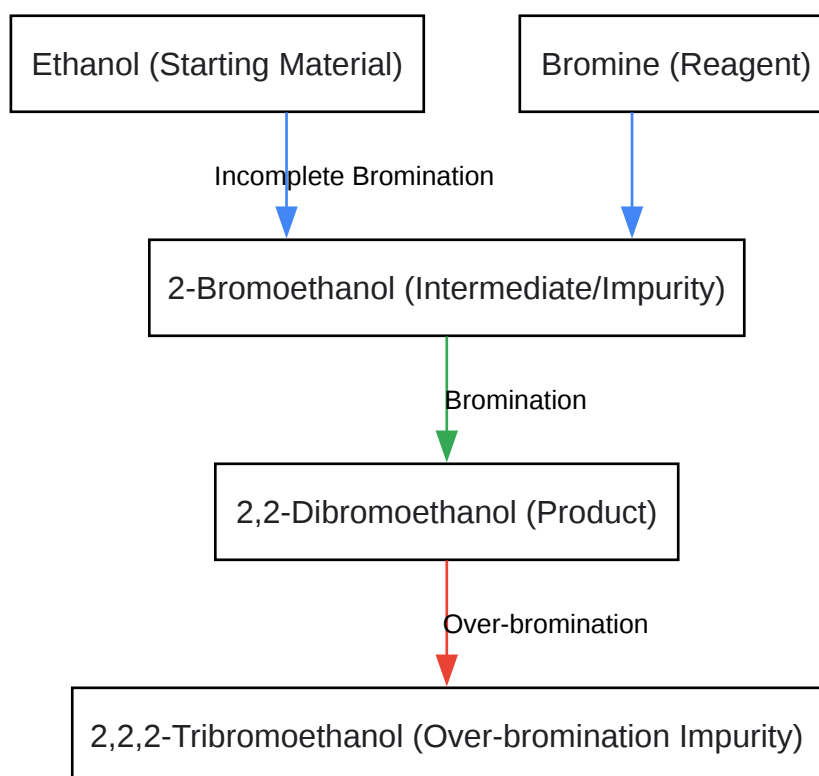 Ethanol (Starting Material)
Bromine (Reagent)
Incomplete Bromination
2-Bromoethanol (Intermediate/Impurity)
Bromination
2,2-Dibromoethanol (Product)
Over-bromination
2,2,2-Tribromoethanol (Over-bromination Impurity)